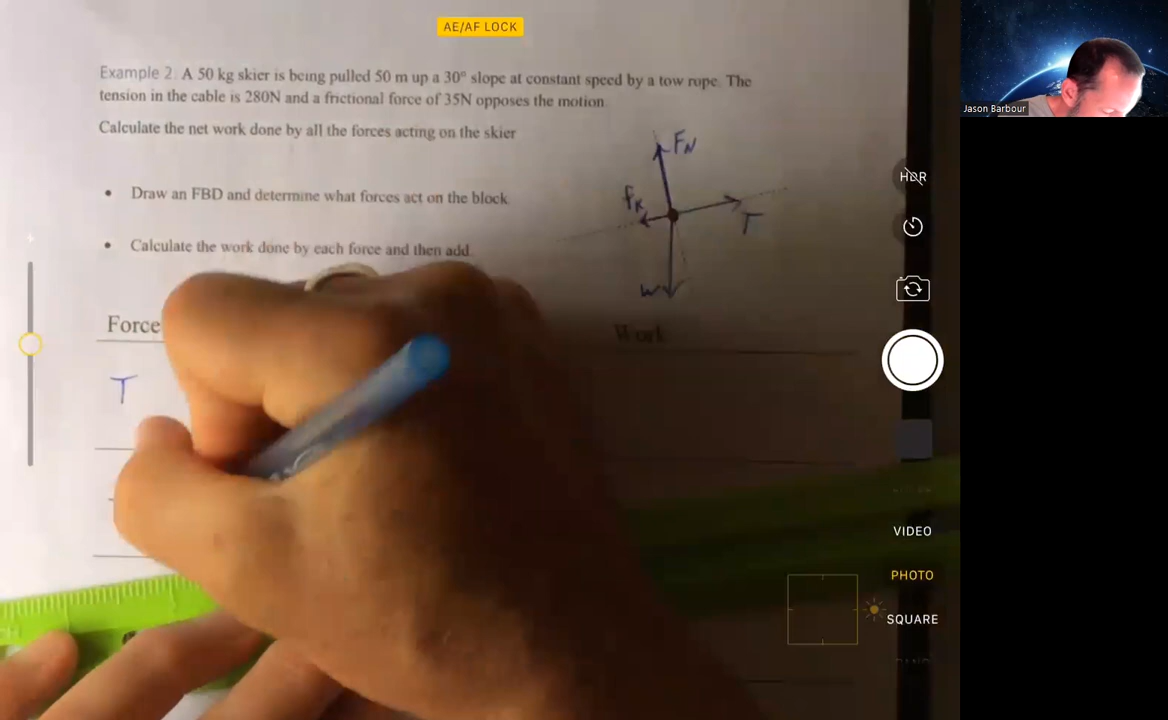 AE/AF LOCK
Example 2: A 50 kg skier is being pulled 50 m up a 30° slope at constant speed by a tow rope. The
tension in the cable is 280N and a frictional force of 35N opposes the motion.
Calculate the net work done by all the forces acting on the skier
• Draw an FBD and determine what forces act on the block
• Calculate the work done by each force and then add.
FN
fK
T
W
Force
Work
T
Jason Barbour
HDR
VIDEO
PHOTO
SQUARE